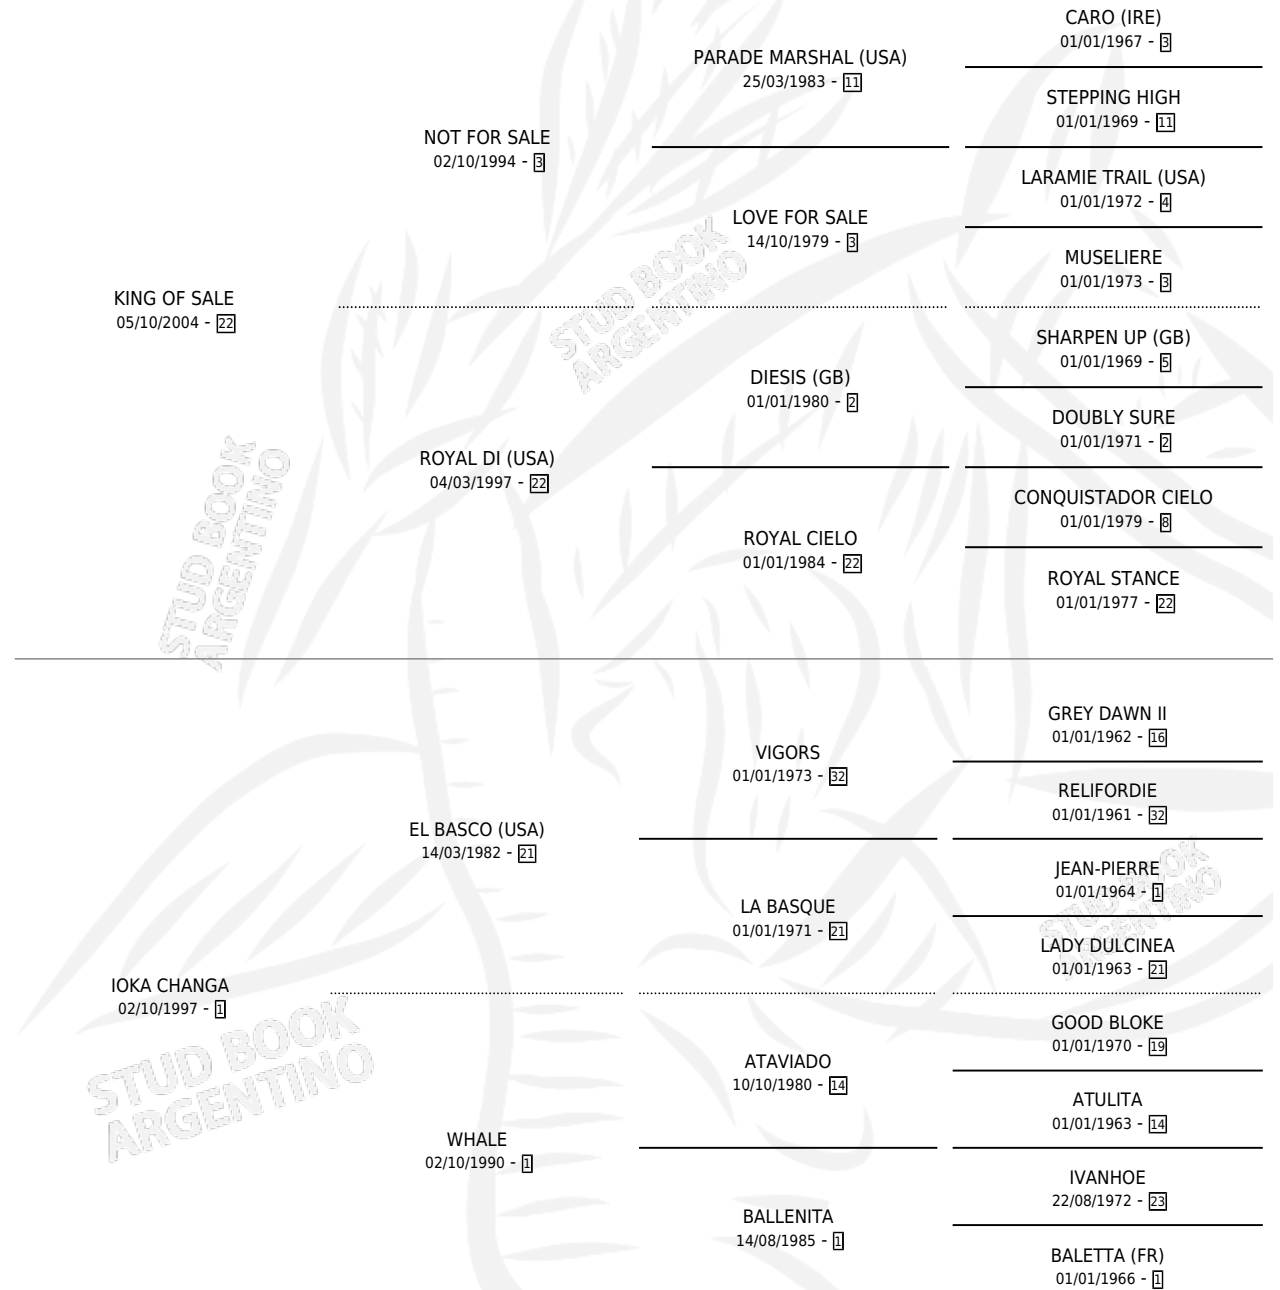 CARO (IRE)
01/01/1967 - 3
PARADE MARSHAL (USA)
25/03/1983 - 11
STEPPING HIGH
01/01/1969 - 11
NOT FOR SALE
02/10/1994 - 3
LARAMIE TRAIL (USA)
01/01/1972 - 4
LOVE FOR SALE
14/10/1979 - 3
MUSELIERE
01/01/1973 - 3
KING OF SALE
05/10/2004 - 22
SHARPEN UP (GB)
01/01/1969 - 5
DIESIS (GB)
01/01/1980 - 2
DOUBLY SURE
01/01/1971 - 2
ROYAL DI (USA)
04/03/1997 - 22
CONQUISTADOR CIELO
01/01/1979 - 8
ROYAL CIELO
01/01/1984 - 22
ROYAL STANCE
01/01/1977 - 22
GREY DAWN II
01/01/1962 - 16
VIGORS
01/01/1973 - 32
RELIFORDIE
01/01/1961 - 32
EL BASCO (USA)
14/03/1982 - 21
JEAN-PIERRE
01/01/1964 - 1
LA BASQUE
01/01/1971 - 21
LADY DULCINEA
01/01/1963 - 21
IOKA CHANGA
02/10/1997 - 1
GOOD BLOKE
01/01/1970 - 19
ATAVIADO
10/10/1980 - 14
ATULITA
01/01/1963 - 14
WHALE
02/10/1990 - 1
IVANHOE
22/08/1972 - 23
BALLENITA
14/08/1985 - 1
BALETTA (FR)
01/01/1966 - 1
STUD BOOK
ARGENTINO
STUD BOOK
ARGENTINO
STUD BOOK
ARGENTINO
STUD BOOK
ARGENTINO